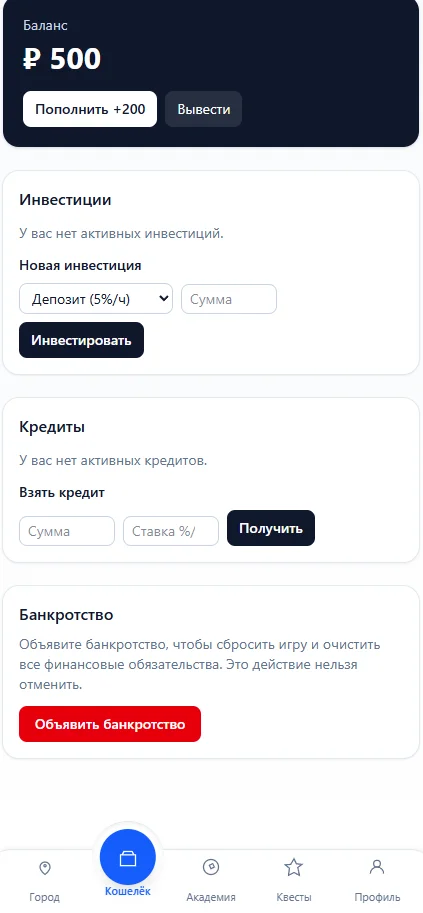 Баланс
₽ 500
Пополнить +200 Вывести
Инвестиции
У вас нет активных инвестиций.
Новая инвестиция
Депозит (5%/ч) Сумма
Инвестировать
Кредиты
У вас нет активных кредитов.
Взять кредит
Сумма Ставка %/ Получить
Банкротство
Объявите банкротство, чтобы сбросить игру и очистить
все финансовые обязательства. Это действие нельзя
отменить.
Объявить банкротство
Город Кошелёк Академия Квесты Профиль